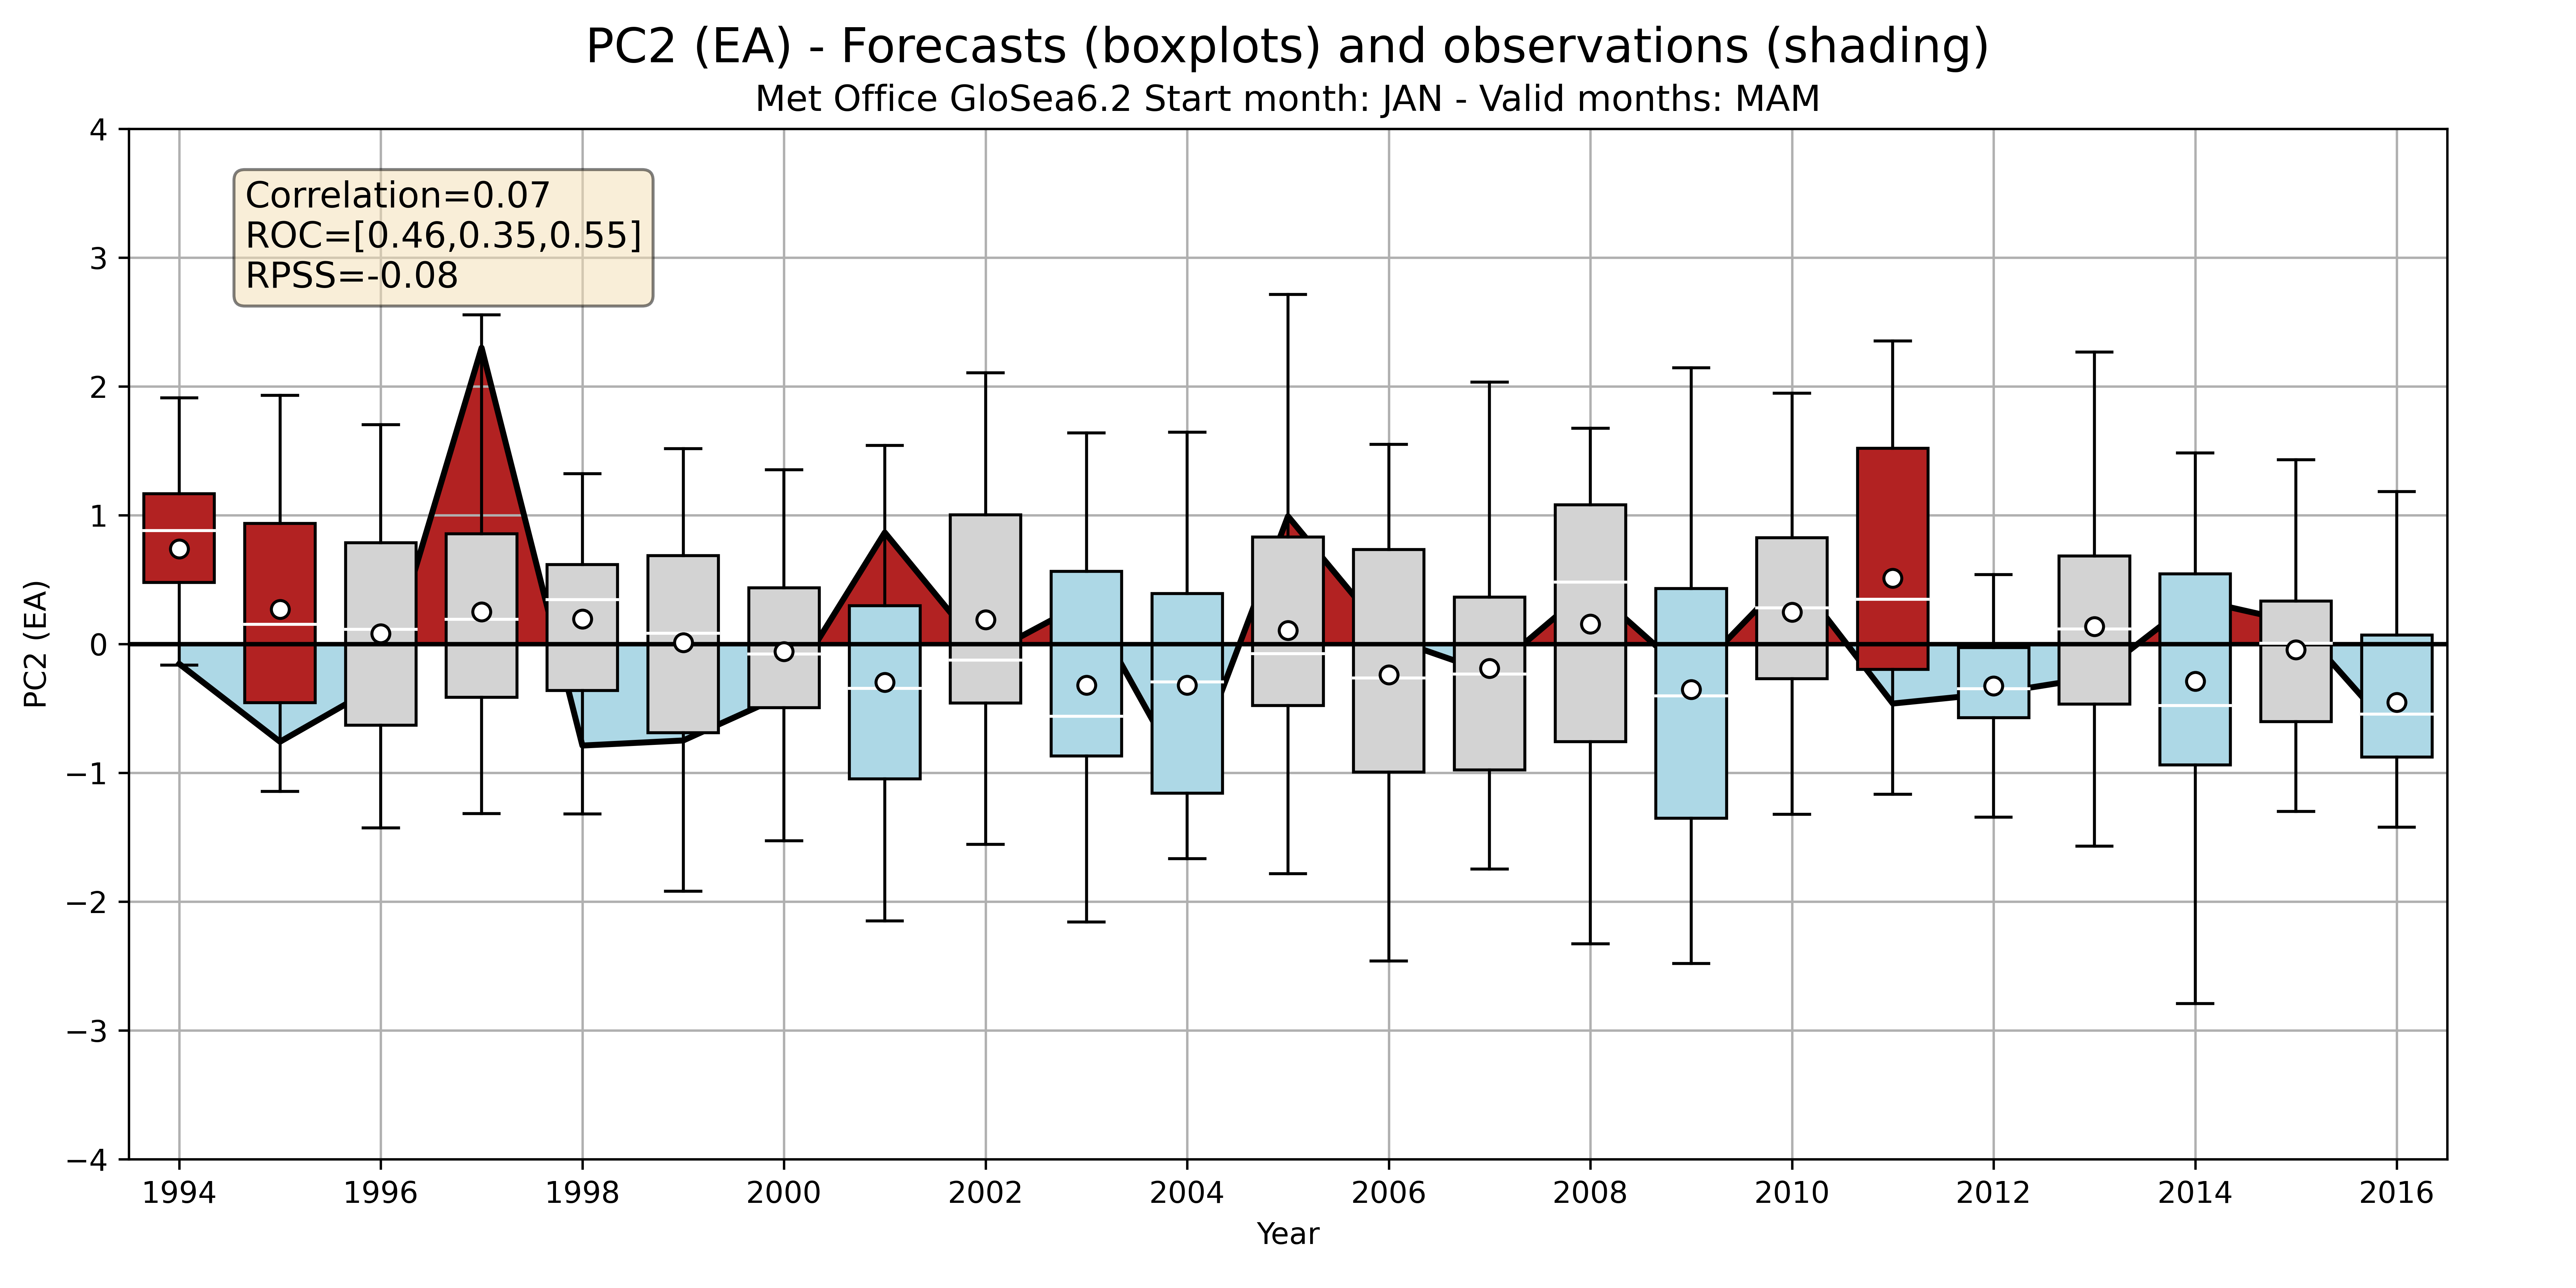 PC2 (EA) - Forecasts (boxplots) and observations (shading)
Met Office GloSea6.2 Start month: JAN - Valid months: MAM
Correlation=0.07
ROC=[0.46,0.35,0.55]
RPSS=-0.08
PC2 (EA)
4
3
2
1
0
−1
−2
−3
−4
1994 1996 1998 2000 2002 2004 2006 2008 2010 2012 2014 2016
Year